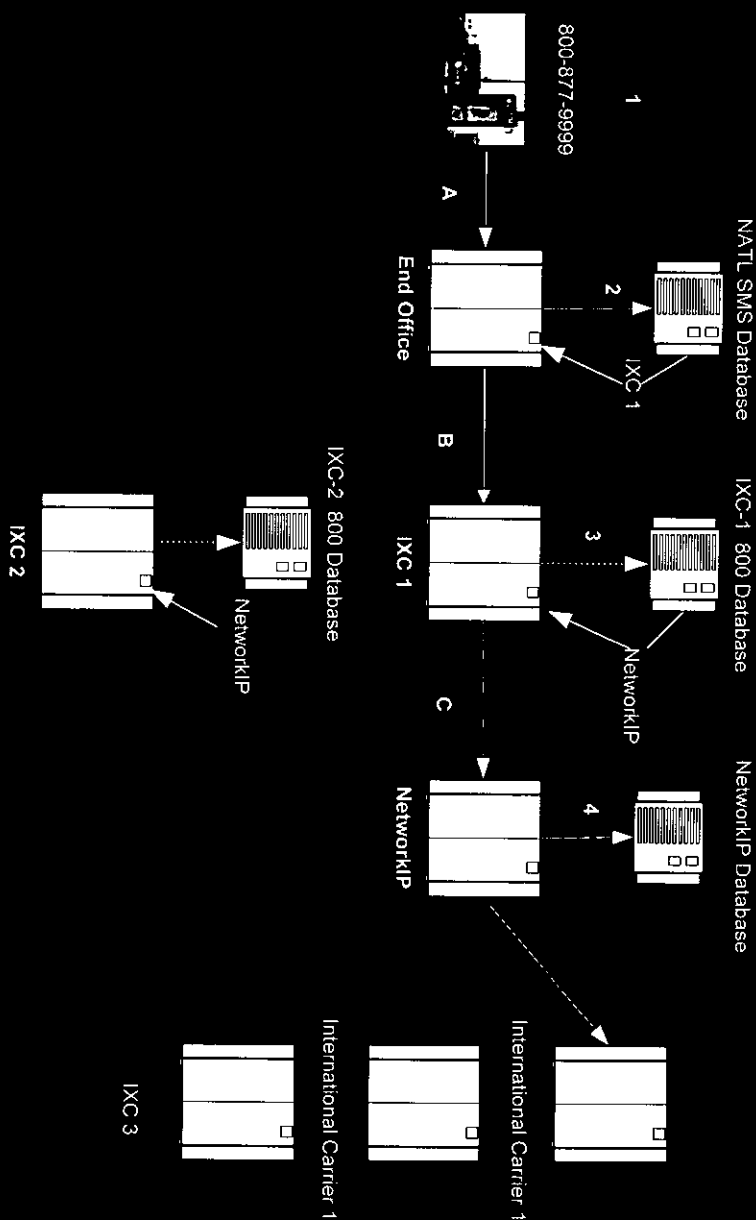 1
800-877-9999
NATL SMS Database
IXC-1 800 Database
NetworkIP Database
2
IXC 1
3
NetworkIP
4
A
B
C
End Office
IXC 1
NetworkIP
IXC-2 800 Database
NetworkIP
IXC 2
International Carrier 1
International Carrier 1
IXC 3